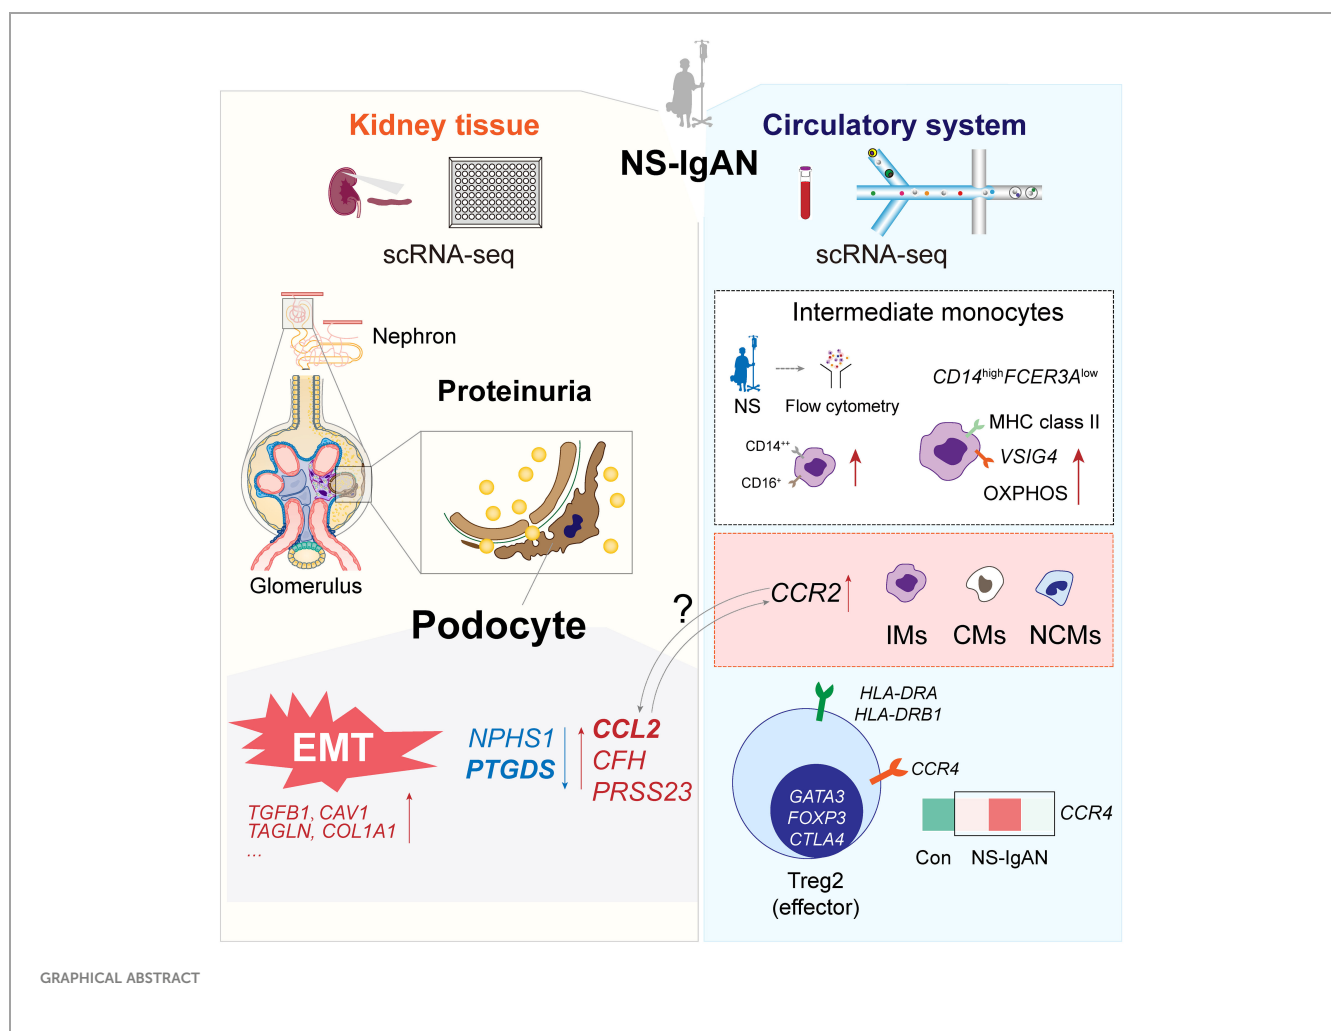 NS-IgAN
Kidney tissue
scRNA-seq
Nephron
Proteinuria
Glomerulus
Podocyte
EMT
TGFB1, CAV1
TAGLN, COL1A1
...
NPHS1
PTGDS
CCL2
CFH
PRSS23
?
Circulatory system
scRNA-seq
Intermediate monocytes
NS
Flow cytometry
CD14++
CD16+
CD14highFCER3Alow
MHC class II
VSIG4
OXPHOS
CCR2
IMs
CMs
NCMs
HLA-DRA
HLA-DRB1
CCR4
GATA3
FOXP3
CTLA4
Treg2
(effector)
CCR4
Con
NS-IgAN
GRAPHICAL ABSTRACT